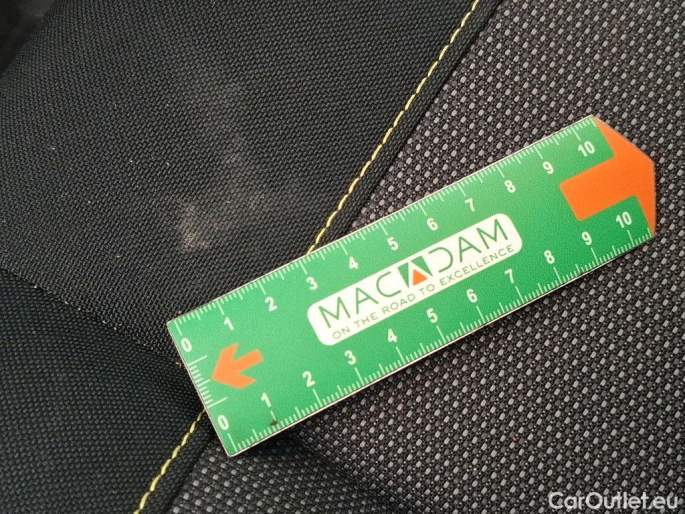 0 1 2 3 4 5 6 7 8 9 10
MACADAM
ON THE ROAD TO EXCELLENCE
0 1 2 3 4 5 6 7 8 9 10
CarOutlet.eu